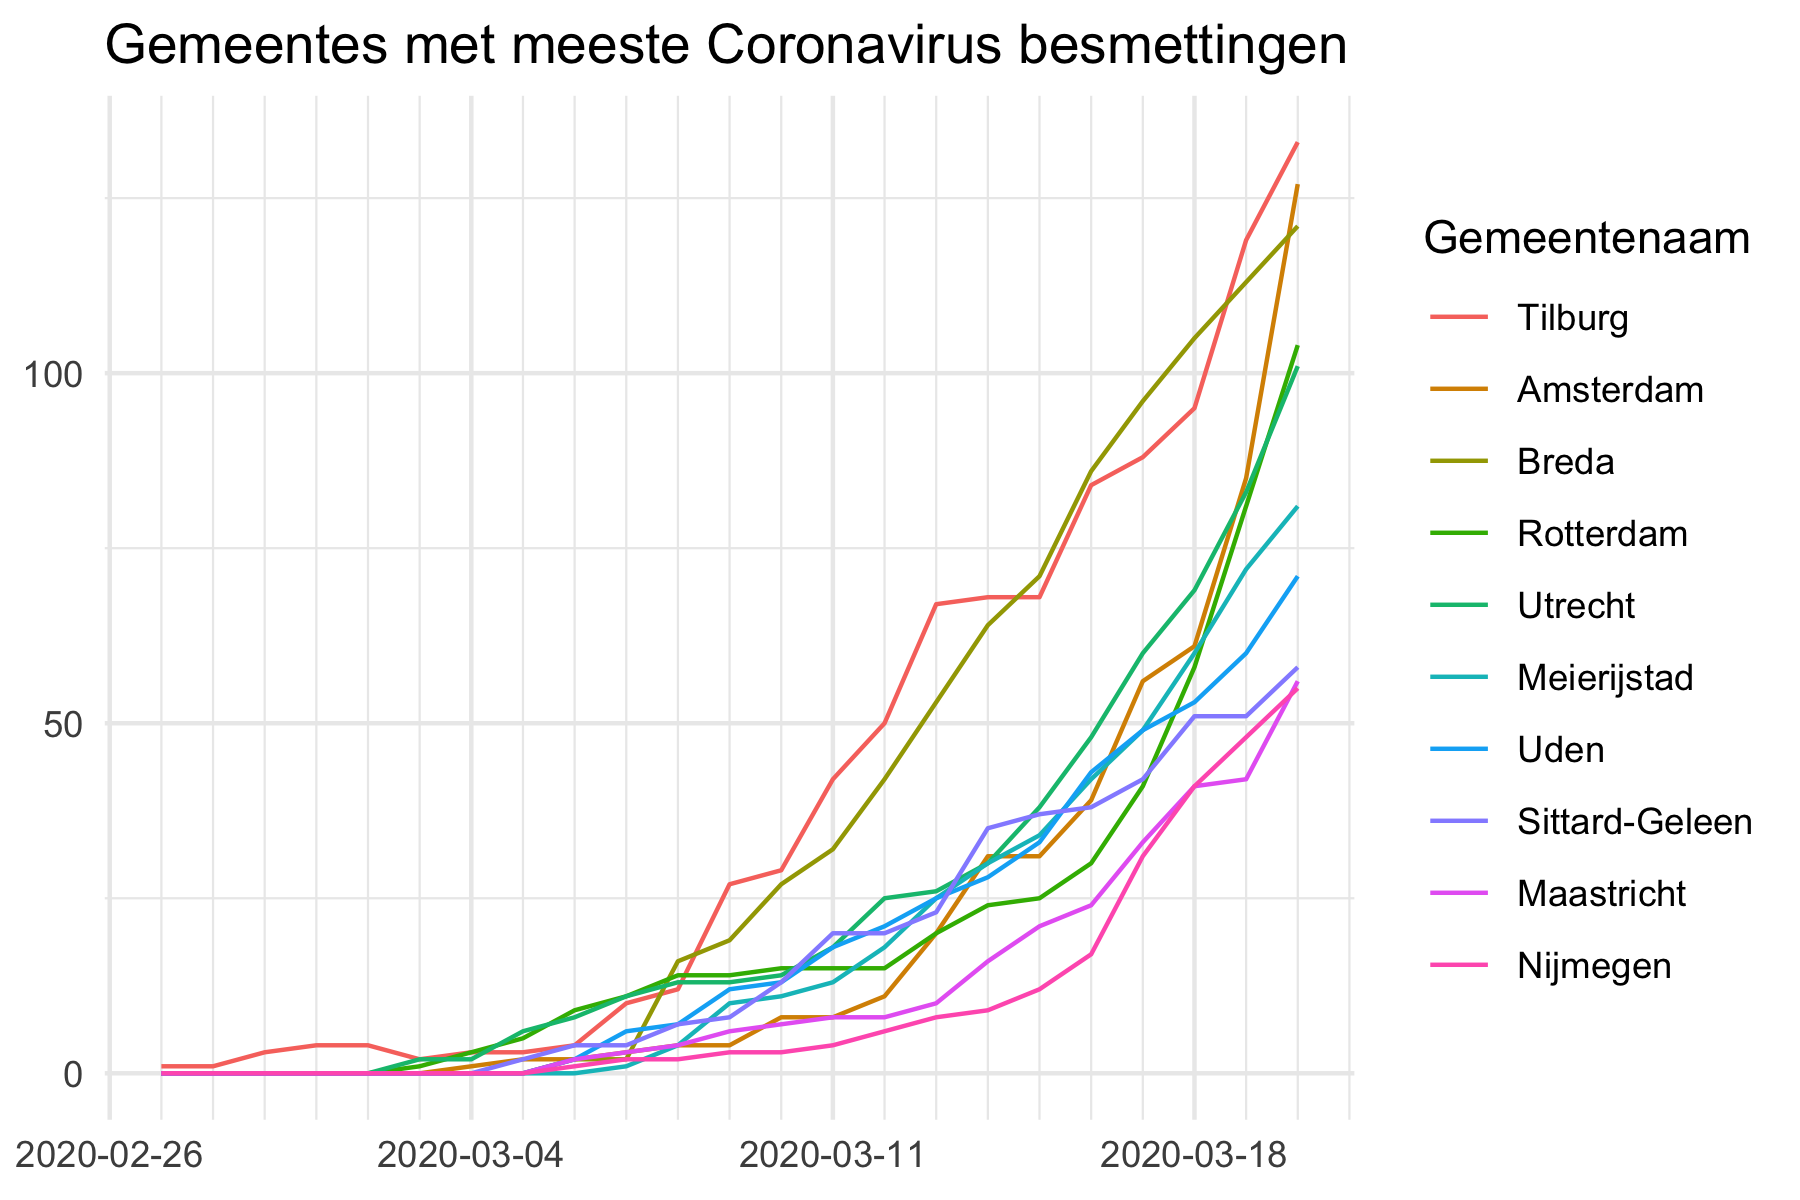 Gemeentes met meeste Coronavirus besmettingen
100
50
0
2020-02-26
2020-03-04
2020-03-11
2020-03-18
Gemeentenaam
Tilburg
Amsterdam
Breda
Rotterdam
Utrecht
Meierijstad
Uden
Sittard-Geleen
Maastricht
Nijmegen